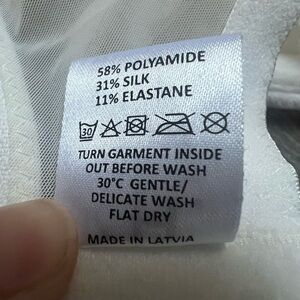 58% POLYAMIDE
31% SILK
11% ELASTANE
30
TURN GARMENT INSIDE
OUT BEFORE WASH
30°C GENTLE/
DELICATE WASH
FLAT DRY
MADE IN LATVIA